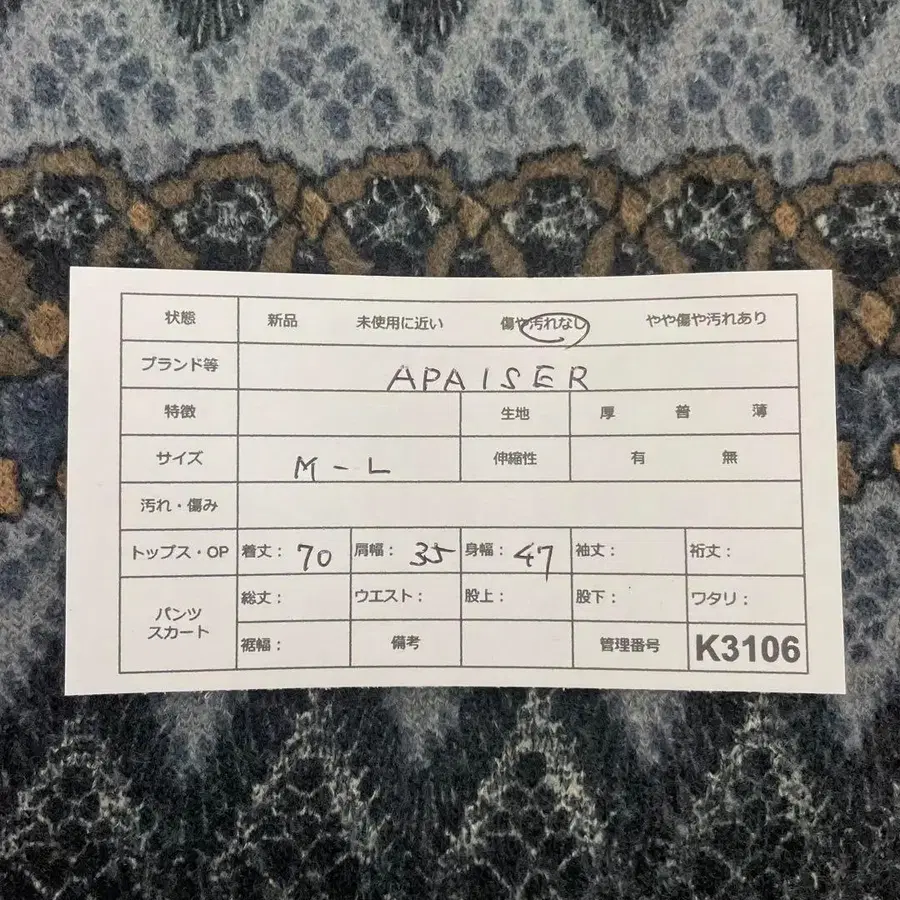 状態 新品 未使用に近い 傷や汚れなし やや傷や汚れあり
ブランド等 APAISER
特徴 生地 厚 普 薄
サイズ M-L 伸縮性 有 無
汚れ・傷み
トップス・OP 着丈: 70 肩幅: 35 身幅: 47 袖丈: 裄丈:
パンツ 総丈: ウエスト: 股上: 股下: ワタリ:
スカート 裾幅: 備考 管理番号 K3106